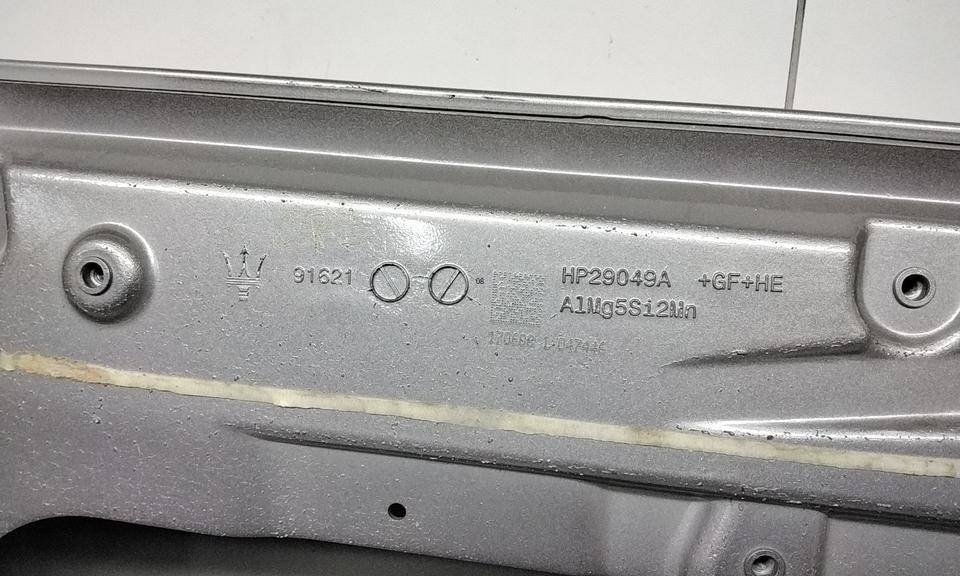 91621
HP29049A +GF+HE
AlMg5Si2Mn